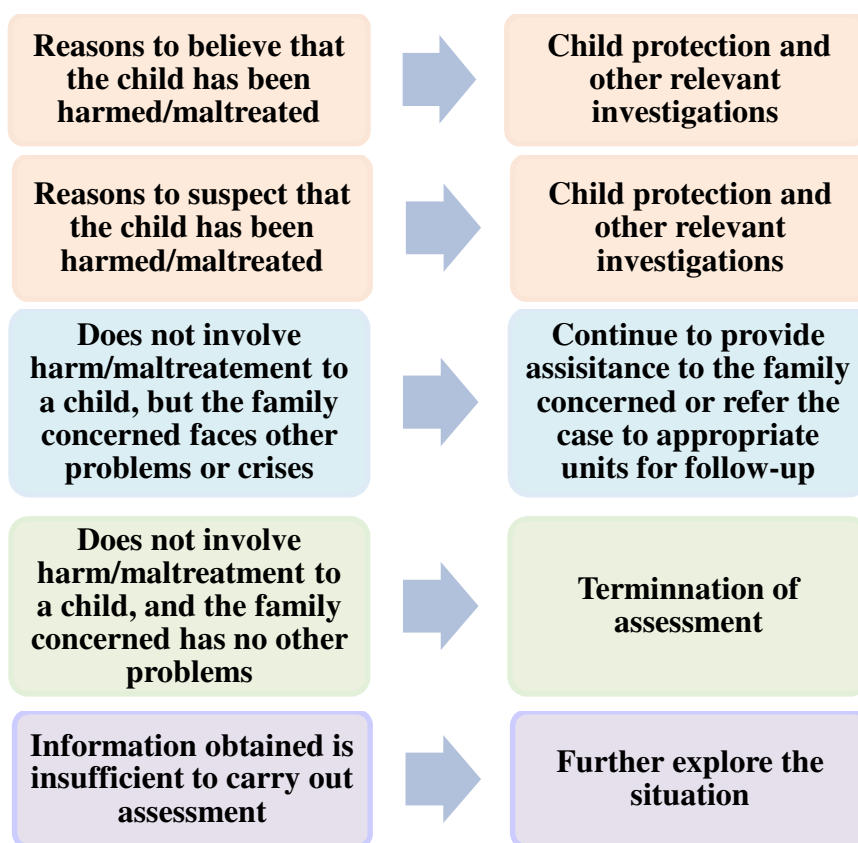 Reasons to believe that
the child has been
harmed/maltreated
Child protection and
other relevant
investigations
Reasons to suspect that
the child has been
harmed/maltreated
Child protection and
other relevant
investigations
Does not involve
harm/maltreatement to
a child, but the family
concerned faces other
problems or crises
Continue to provide
assisitance to the family
concerned or refer the
case to appropriate
units for follow-up
Does not involve
harm/maltreatment to
a child, and the family
concerned has no other
problems
Terminnation of
assessment
Information obtained is
insufficient to carry out
assessment
Further explore the
situation